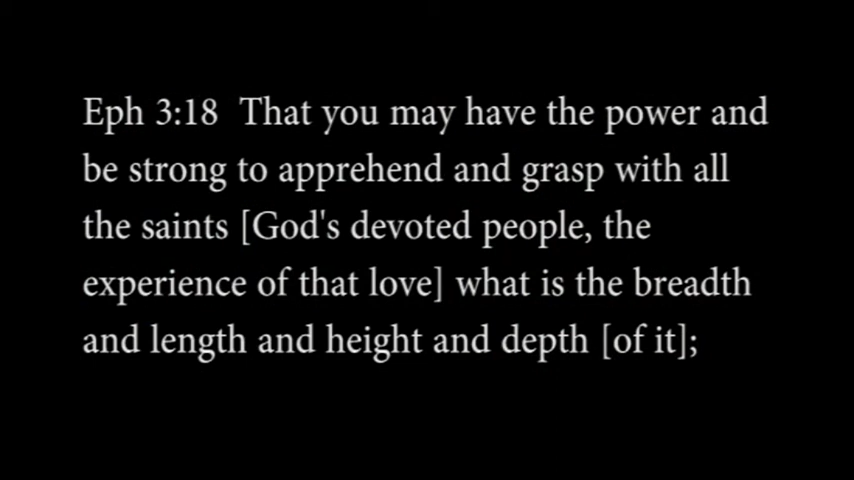 Eph 3:18  That you may have the power and
be strong to apprehend and grasp with all
the saints [God's devoted people, the
experience of that love] what is the breadth
and length and height and depth [of it];